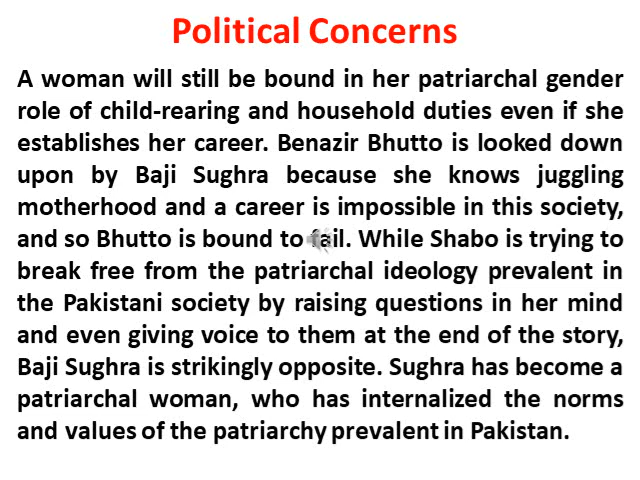 Political Concerns
A woman will still be bound in her patriarchal gender
role of child-rearing and household duties even if she
establishes her career. Benazir Bhutto is looked down
upon by Baji Sughra because she knows juggling
motherhood and a career is impossible in this society,
and so Bhutto is bound to fail. While Shabo is trying to
break free from the patriarchal ideology prevalent in
the Pakistani society by raising questions in her mind
and even giving voice to them at the end of the story,
Baji Sughra is strikingly opposite. Sughra has become a
patriarchal woman, who has internalized the norms
and values of the patriarchy prevalent in Pakistan.